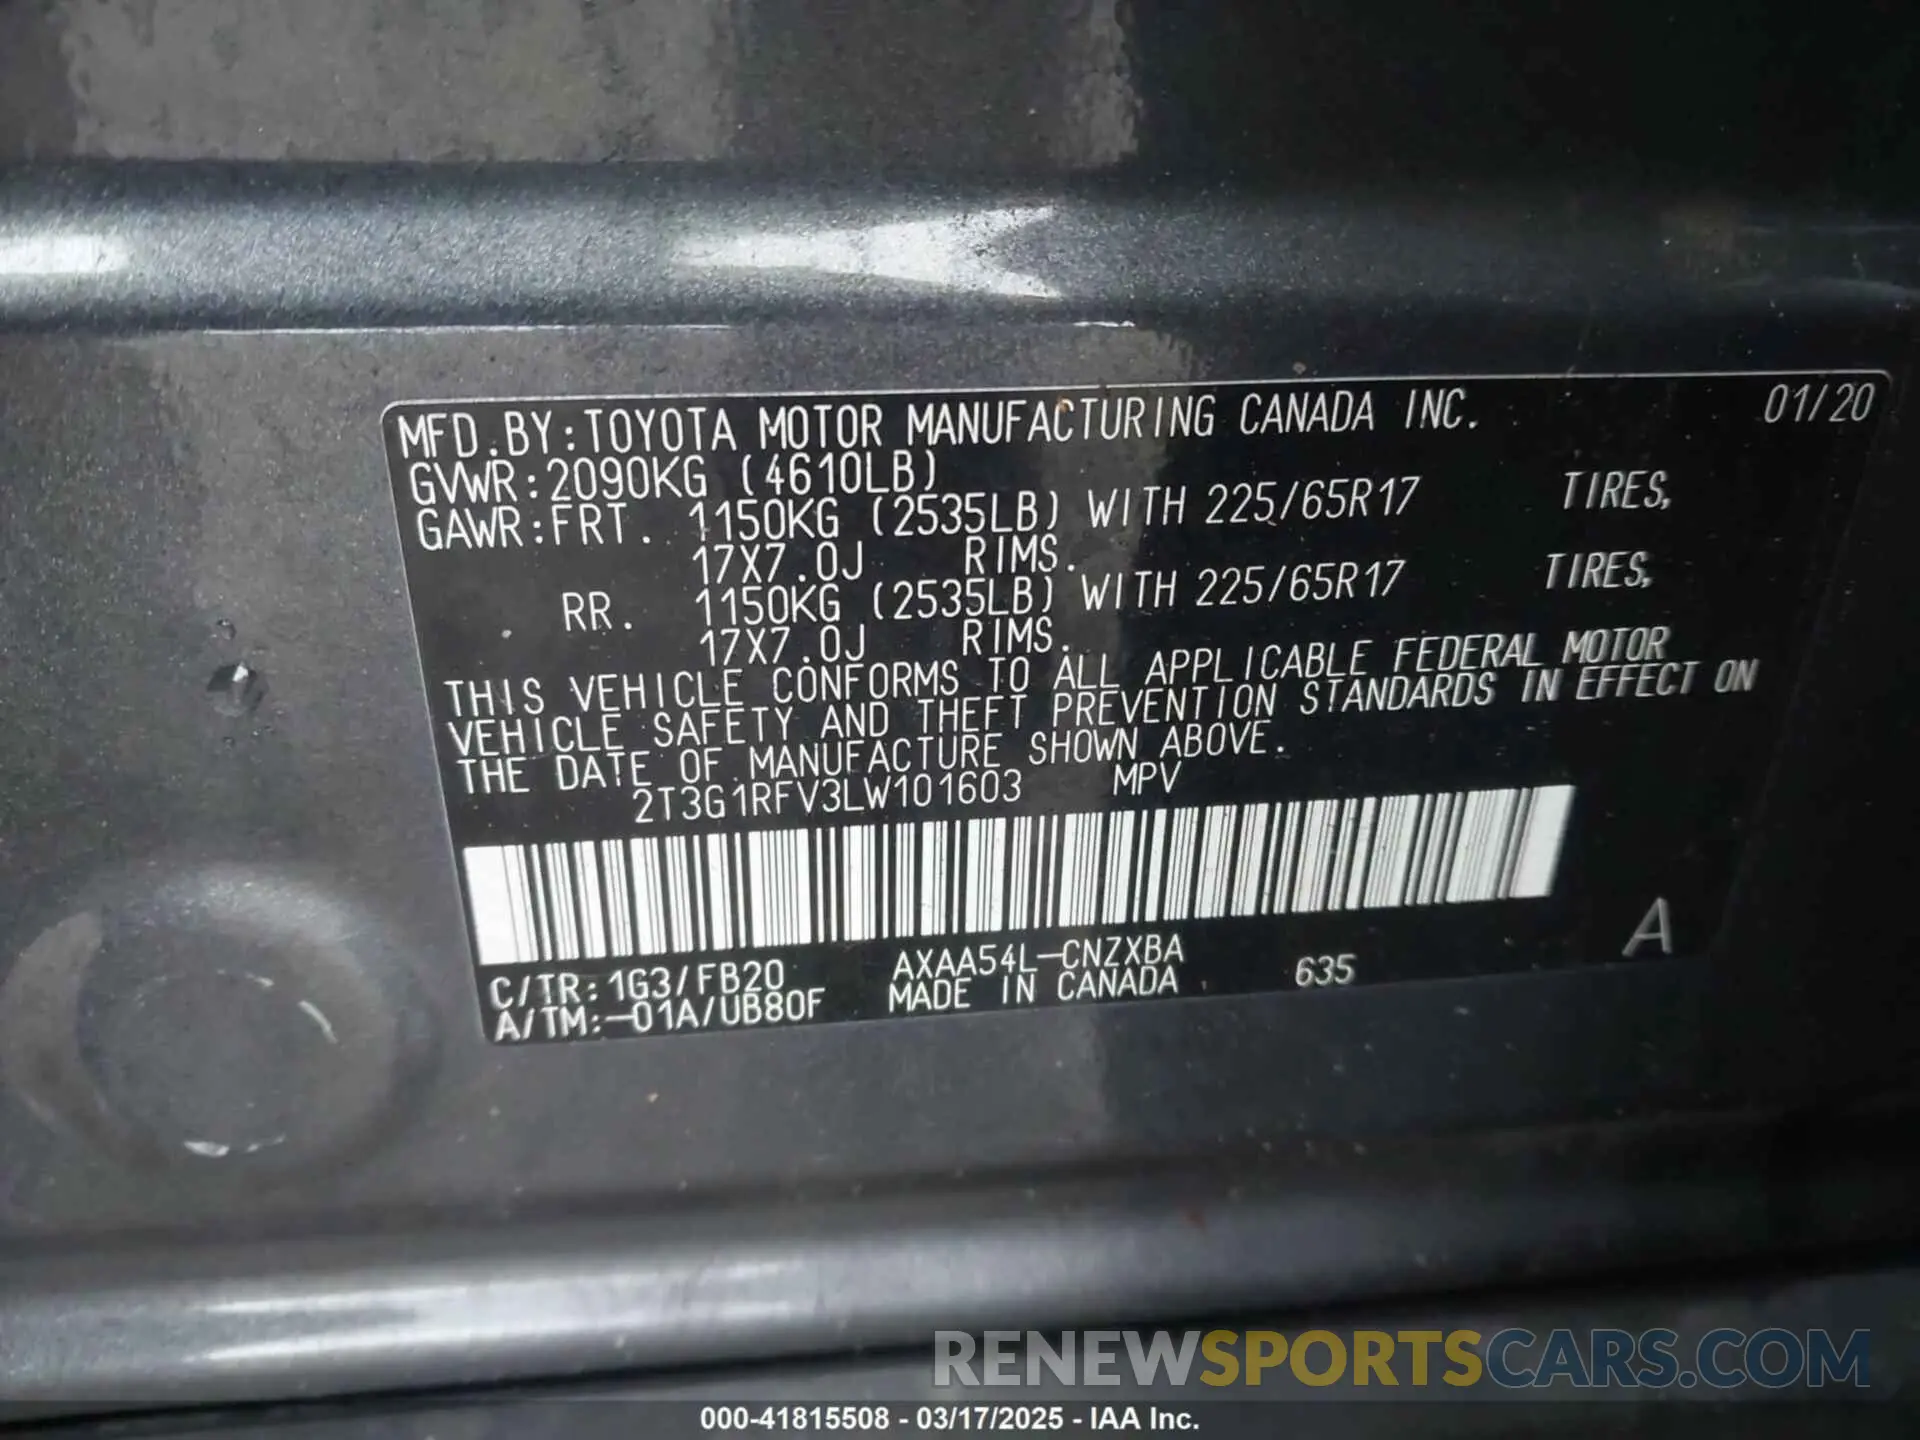 MFD.BY:TOYOTA MOTOR MANUFACTURING CANADA INC. 01/20
GVWR:2090KG (4610LB)
GAWR:FRT. 1150KG (2535LB) WITH 225/65R17 TIRES,
17X7.0J RIMS.
RR. 1150KG (2535LB) WITH 225/65R17 TIRES,
17X7.0J RIMS.
THIS VEHICLE CONFORMS TO ALL APPLICABLE FEDERAL MOTOR
VEHICLE SAFETY AND THEFT PREVENTION STANDARDS IN EFFECT ON
THE DATE OF MANUFACTURE SHOWN ABOVE.
2T3G1RFV3LW101603 MPV
A
C/TR:1G3/FB20 AXAA54L-CNZXBA 635
A/TM:-01A/UB80F MADE IN CANADA
RENEWSPORTSCARS.COM
000-41815508 - 03/17/2025 - IAA Inc.